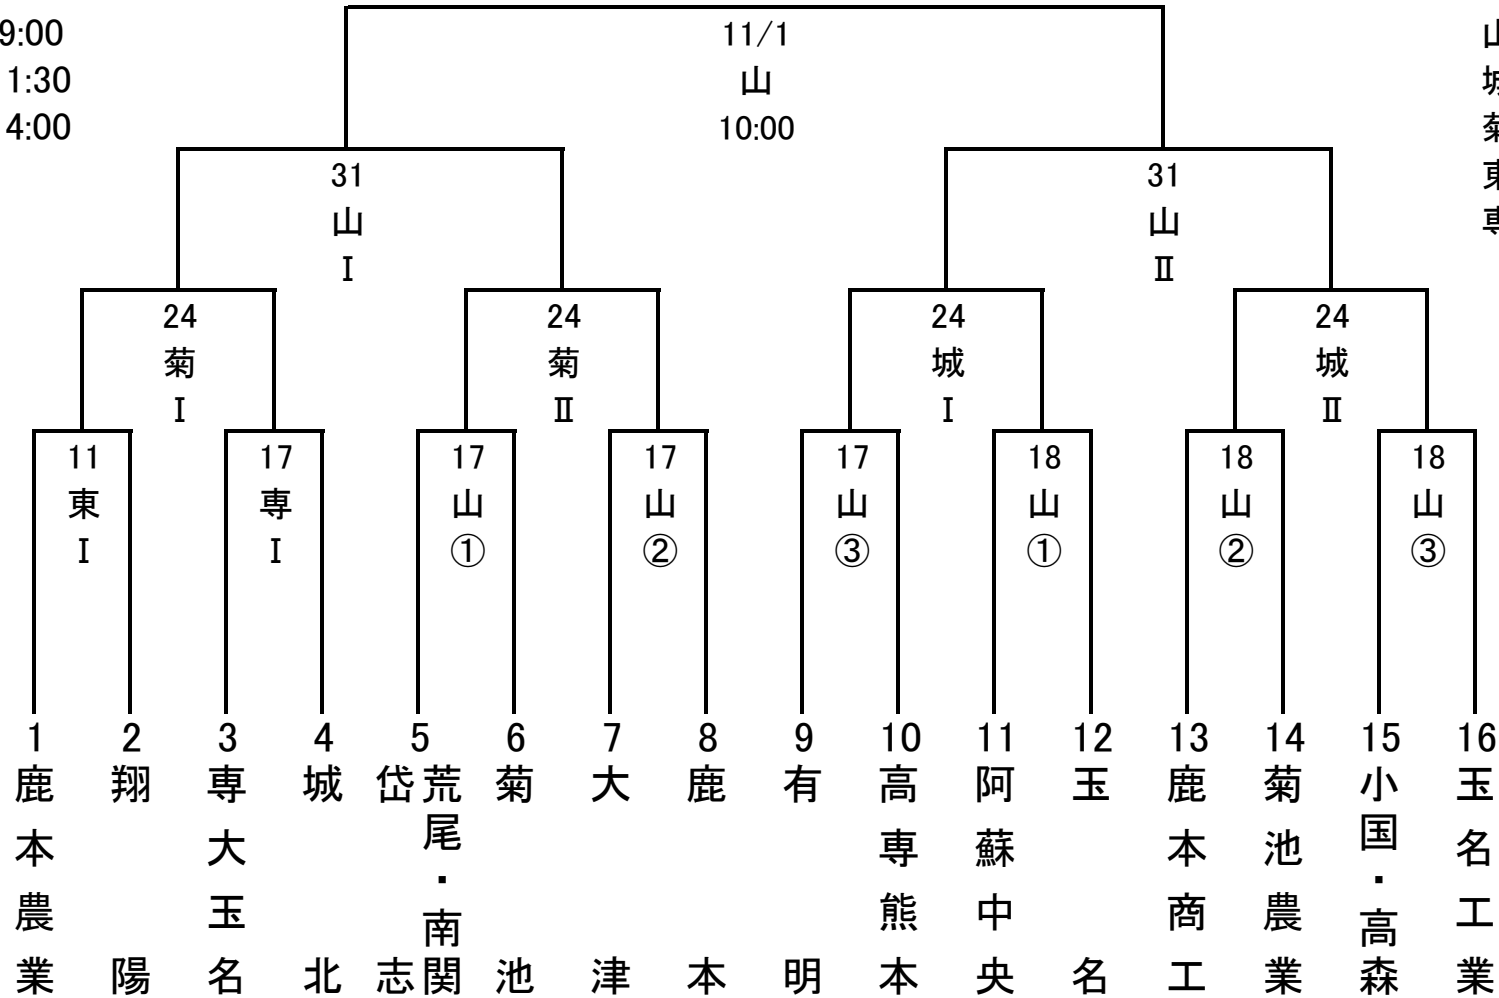 9:00
1:30
4:00
11/1
山
10:00
31
山
Ⅰ
31
山
Ⅱ
24
菊
Ⅰ
24
菊
Ⅱ
24
城
Ⅰ
24
城
Ⅱ
11
東
Ⅰ
17
専
Ⅰ
17
山
①
17
山
②
17
山
③
18
山
①
18
山
②
18
山
③
1
鹿本農業
2
翔陽
3
専大玉名
4
城北
5
荒尾・南関
岱志
6
菊池
7
大津
8
鹿本
9
有明
10
高専熊本
11
阿蘇中央
12
玉名
13
鹿本商工
14
菊池農業
15
小国・高森
16
玉名工業